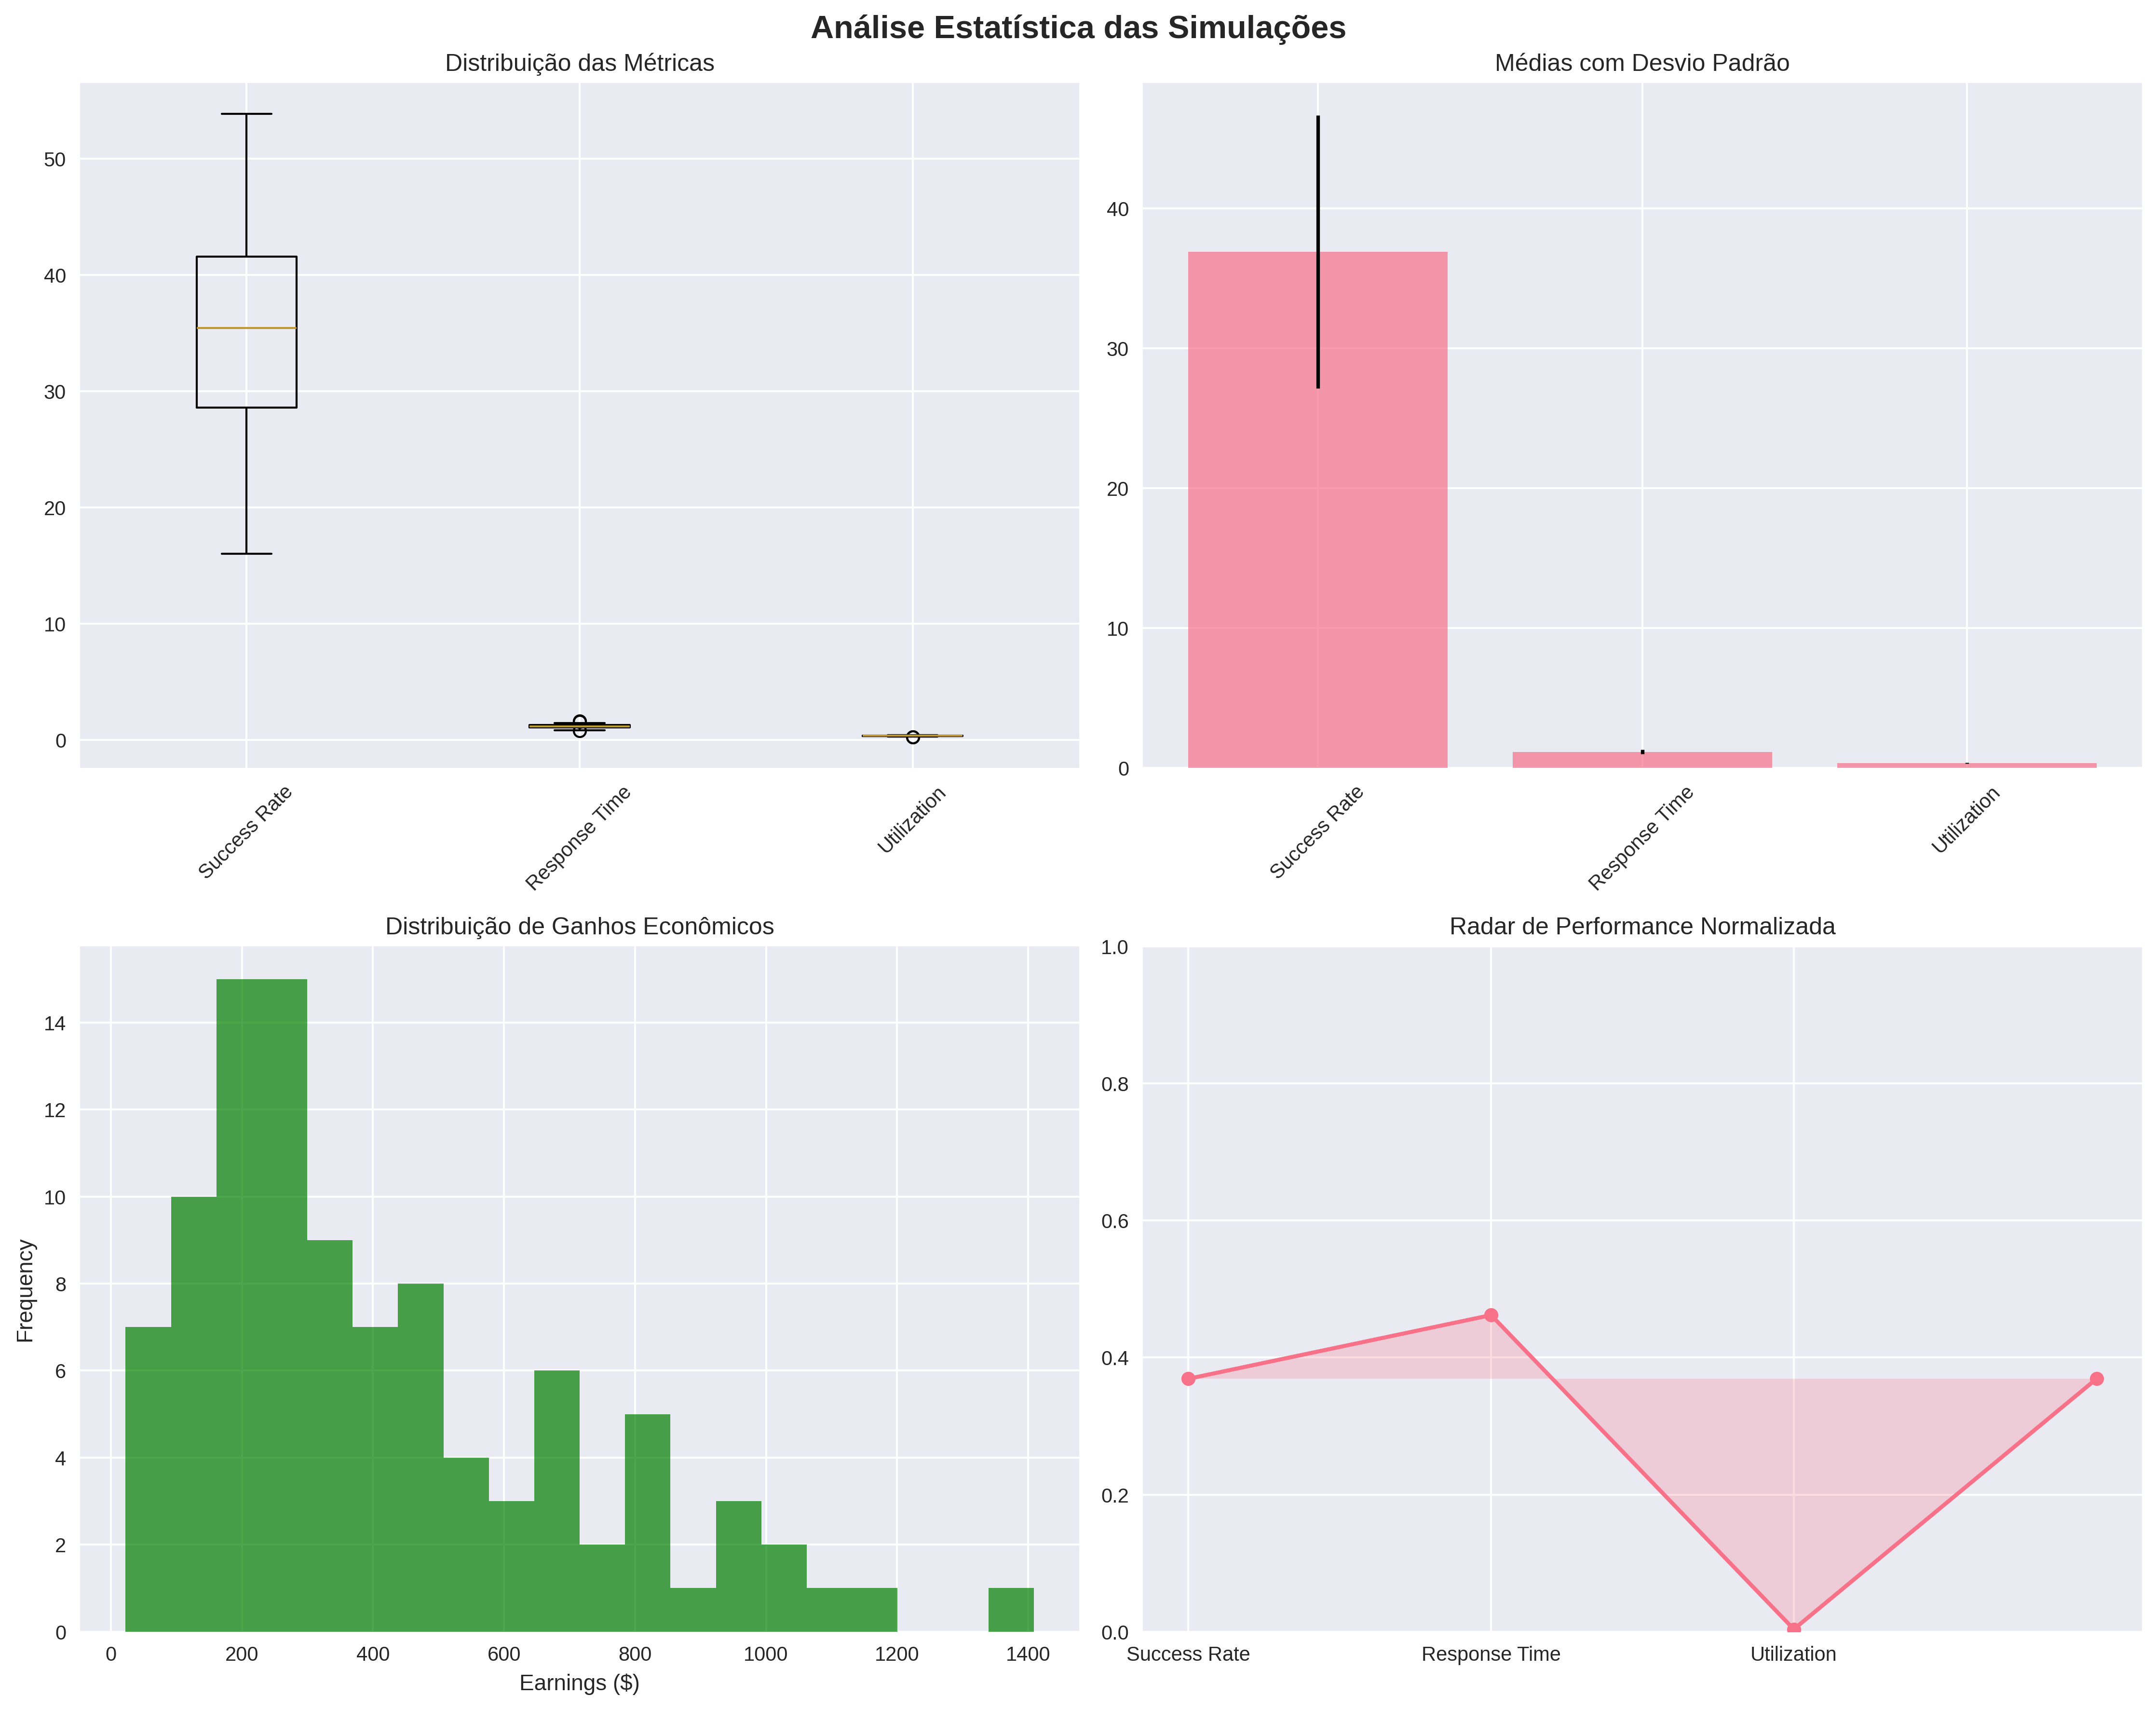 Análise Estatística das Simulações
Distribuição das Métricas
50
40
30
20
10
0
Success Rate
Response Time
Utilization
Médias com Desvio Padrão
40
30
20
10
0
Success Rate
Response Time
Utilization
Distribuição de Ganhos Econômicos
Frequency
14
12
10
8
6
4
2
0
0 200 400 600 800 1000 1200 1400
Earnings ($)
Radar de Performance Normalizada
1.0
0.8
0.6
0.4
0.2
0.0
Success Rate Response Time Utilization